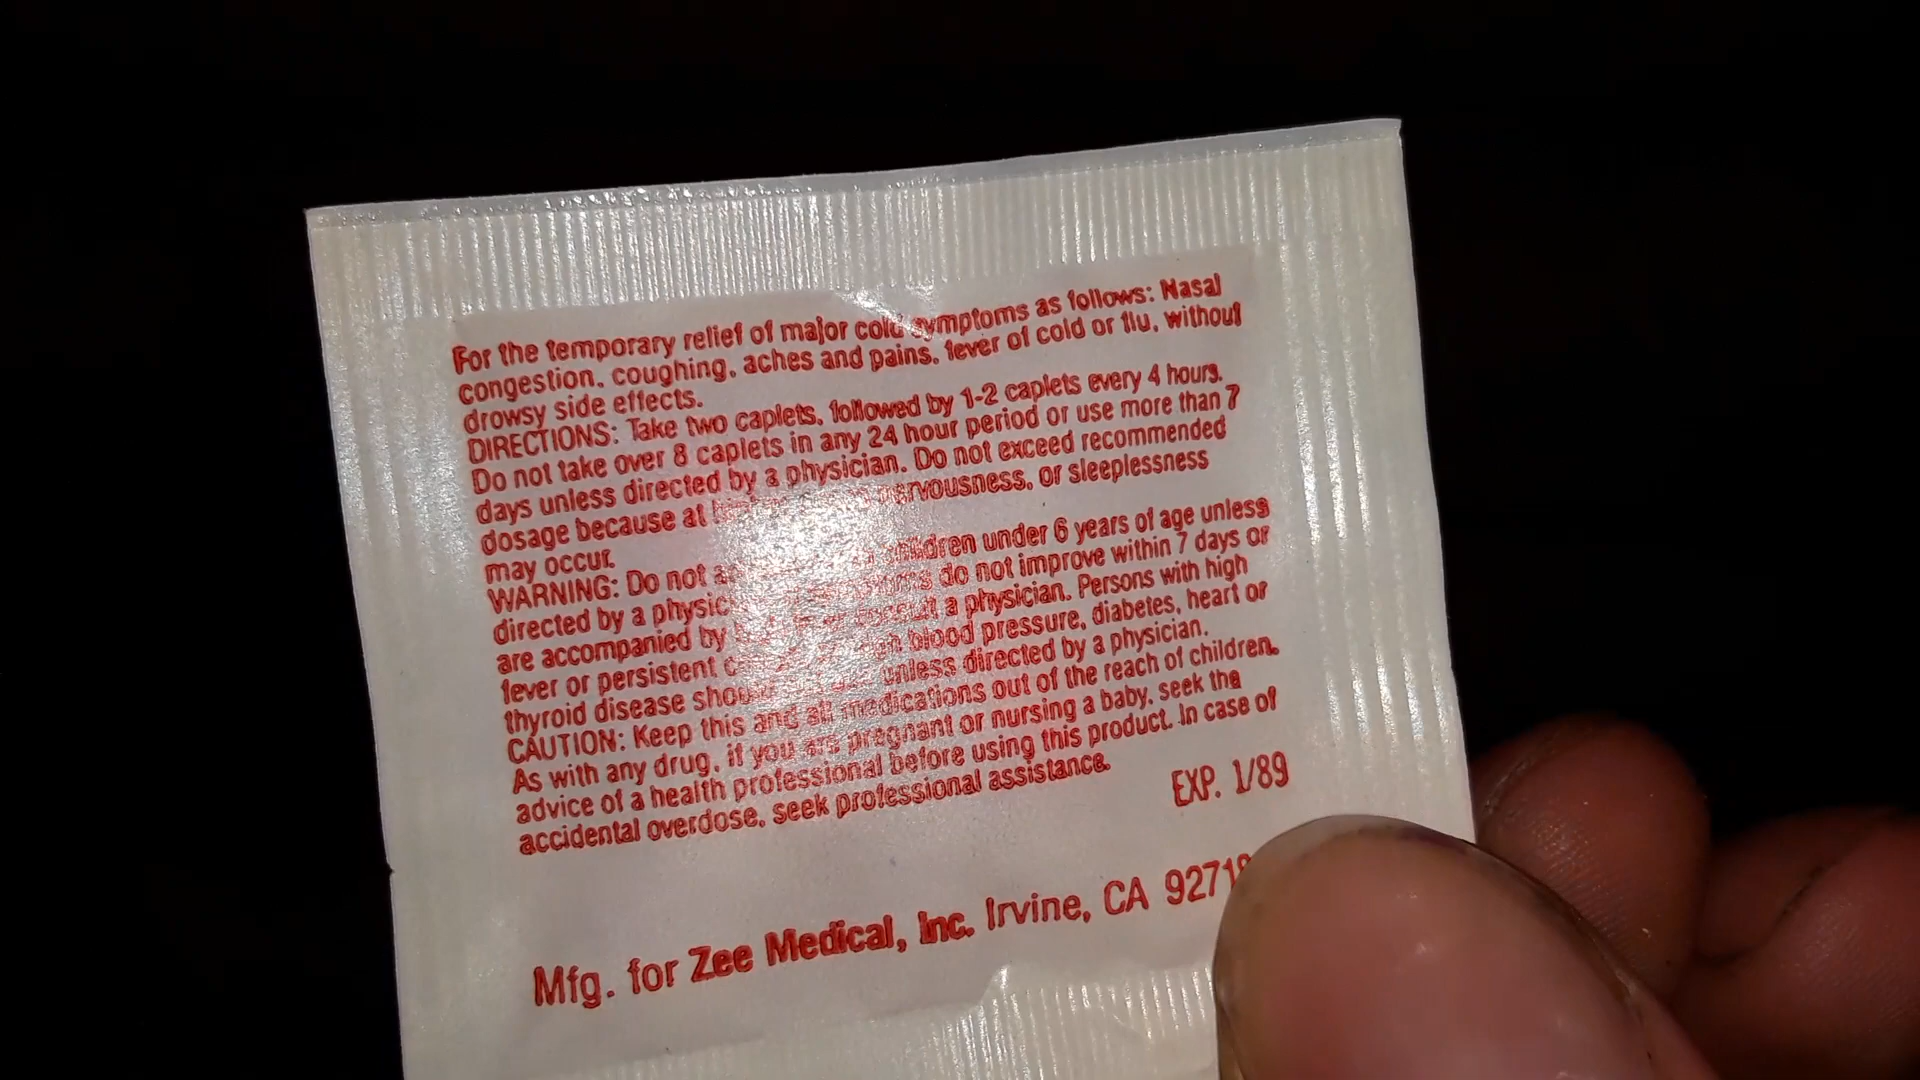 For the temporary relief of major cold symptoms as follows: Nasal
congestion, coughing, aches and pains, fever of cold or flu, without
drowsy side effects.
DIRECTIONS: Take two caplets, followed by 1-2 caplets every 4 hours.
Do not take over 8 caplets in any 24 hour period or use more than 7
days unless directed by a physician. Do not exceed recommended
dosage because at nervousness, or sleeplessness
may occur.
WARNING: Do not children under 6 years of age unless
directed by a do not improve within 7 days or
are accompanied by consult a physician. Persons with high
fever or persistent blood pressure, diabetes, heart or
thyroid disease should unless directed by a physician.
CAUTION: Keep this and all medications out of the reach of children.
As with any drug, if you are pregnant or nursing a baby, seek the
advice of a health professional before using this product. In case of
accidental overdose, seek professional assistance.
EXP. 1/89
Mfg. for Zee Medical, Inc. Irvine, CA